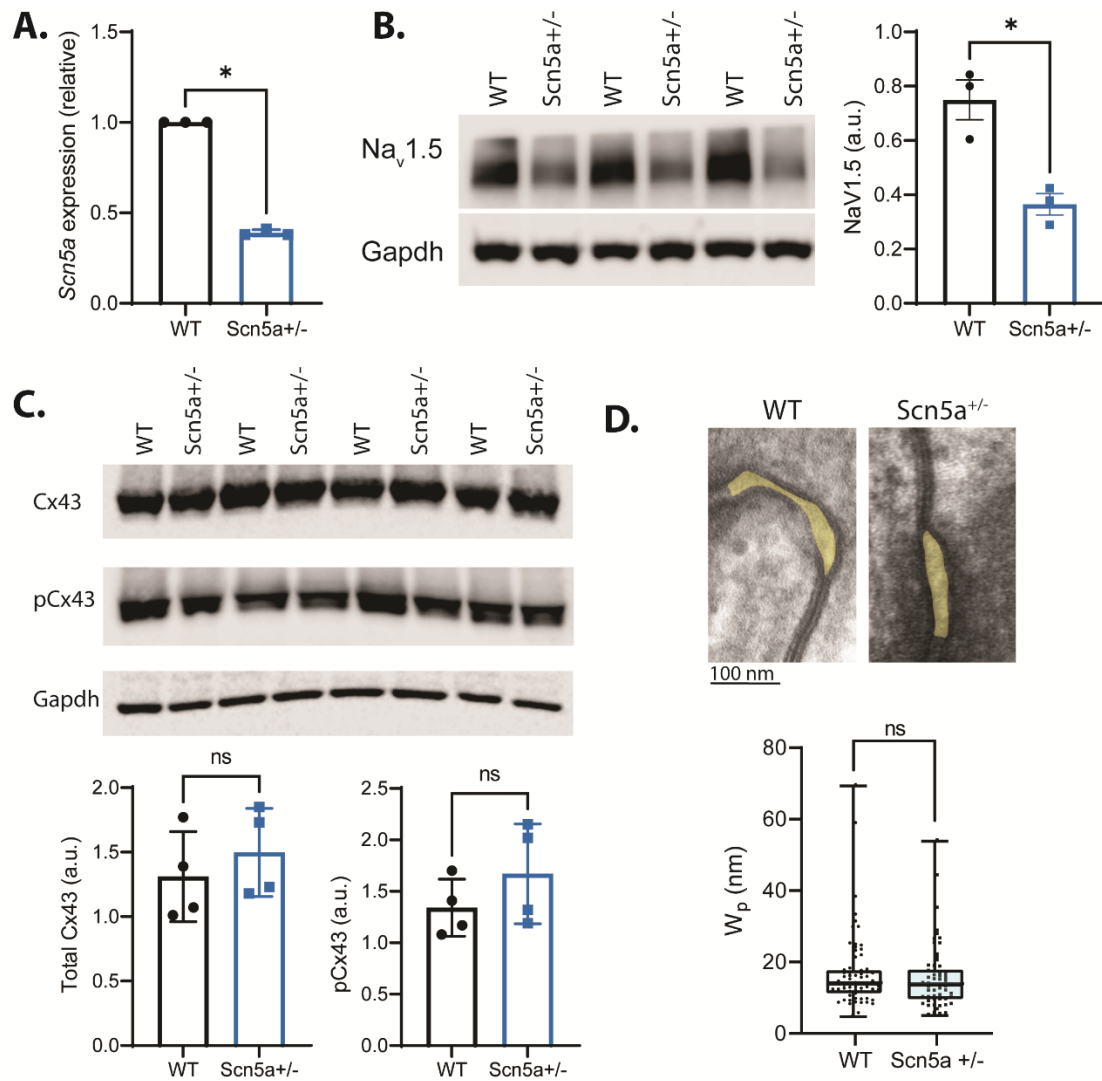 A.
Scn5a expression (relative)
1.5
1.0
0.5
0.0
*
WT
Scn5a+/-
B.
WT
Scn5a+/-
WT
Scn5a+/-
WT
Scn5a+/-
Nav1.5
Gapdh
NaV1.5 (a.u.)
1.0
0.8
0.6
0.4
0.2
0.0
*
WT
Scn5a+/-
C.
WT
Scn5a+/-
WT
Scn5a+/-
WT
Scn5a+/-
WT
Scn5a+/-
Cx43
pCx43
Gapdh
Total Cx43 (a.u.)
2.0
1.5
1.0
0.5
0.0
ns
WT
Scn5a+/-
pCx43 (a.u.)
2.5
2.0
1.5
1.0
0.5
0.0
ns
WT
Scn5a+/-
D.
WT
Scn5a+/-
100 nm
Wp (nm)
80
60
40
20
0
ns
WT
Scn5a +/-